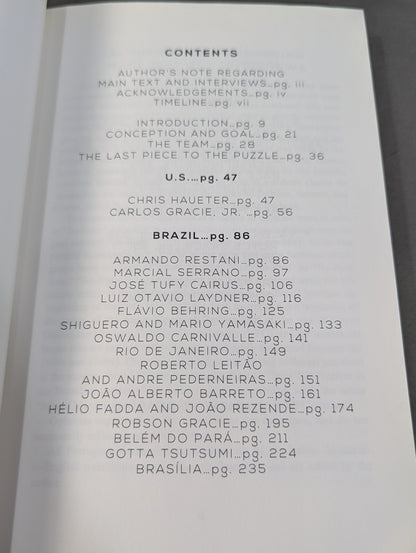 CONTENTS
AUTHOR'S NOTE REGARDING
MAIN TEXT AND INTERVIEWS...pg. iii
ACKNOWLEDGEMENTS...pg. iv
TIMELINE...pg. vii
INTRODUCTION...pg. 9
CONCEPTION AND GOAL...pg. 21
THE TEAM...pg. 28
THE LAST PIECE TO THE PUZZLE...pg. 36
U.S....pg. 47
CHRIS HAUETER...pg. 47
CARLOS GRACIE, JR. ...pg. 56
BRAZIL...pg. 86
ARMANDO RESTANI...pg. 86
MARCIAL SERRANO...pg. 97
JOSÉ TUFY CAIRUS...pg. 106
LUIZ OTAVIO LAYDNER...pg. 116
FLÁVIO BEHRING...pg. 125
SHIGUERO AND MARIO YAMASAKI...pg. 133
OSWALDO CARNIVALLE...pg. 141
RIO DE JANEIRO...pg. 149
ROBERTO LEITÃO
AND ANDRE PEDERNEIRAS...pg. 151
JOÃO ALBERTO BARRETO...pg. 161
HÉLIO FADDA AND JOÃO REZENDE...pg. 174
ROBSON GRACIE...pg. 195
BELÉM DO PARÁ...pg. 211
GOTTA TSUTSUMI...pg. 224
BRASÍLIA...pg. 235